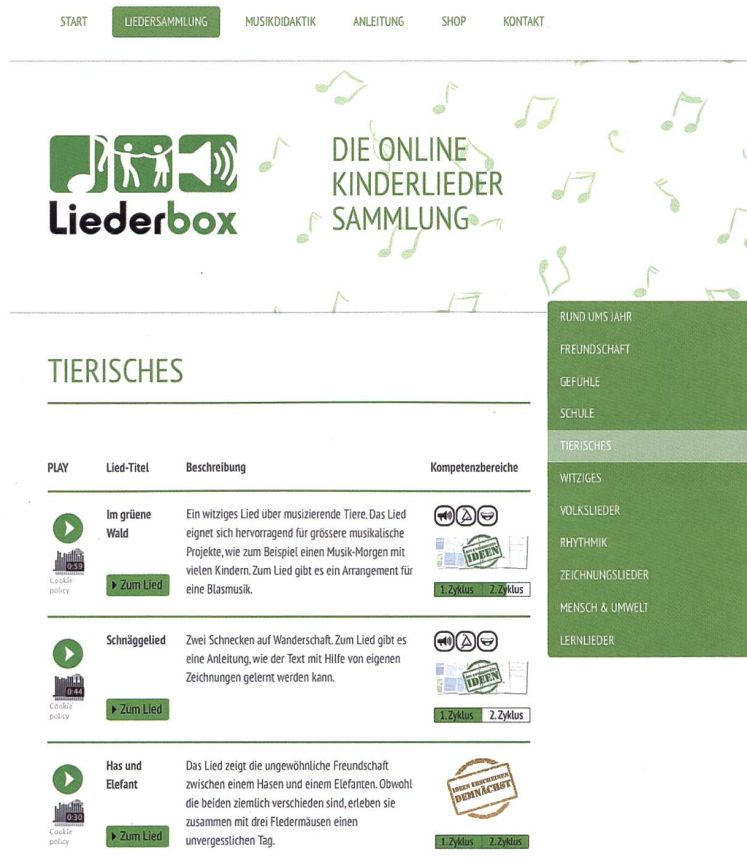 START LIEDERSAMMLUNG MUSIKDIDAKTIK ANLEITUNG SHOP KONTAKT
Liederbox
DIE ONLINE
KINDERLIEDER
SAMMLUNG
RUND UMS JAHR
FREUNDSCHAFT
GEFÜHLE
SCHULE
TIERISCHES
WITZIGES
VOLKSLIEDER
RHYTHMIK
ZEICHNUNGSLIEDER
MENSCH & UMWELT
LERNLIEDER
TIERISCHES
PLAY Lied-Titel Beschreibung Kompetenzbereiche
Im grüene
Wald
Ein witziges Lied über musizierende Tiere. Das Lied
eignet sich hervorragend für grössere musikalische
Projekte, wie zum Beispiel einen Musik-Morgen mit
vielen Kindern. Zum Lied gibt es ein Arrangement für
eine Blasmusik.
0:59
Cookie
policy
Zum Lied
IDEEN
1. Zyklus 2. Zyklus
Schnäggelied
Zwei Schnecken auf Wanderschaft. Zum Lied gibt es
eine Anleitung, wie der Text mit Hilfe von eigenen
Zeichnungen gelernt werden kann.
0:44
Cookie
policy
Zum Lied
IDEEN
1. Zyklus 2. Zyklus
Has und
Elefant
Das Lied zeigt die ungewöhnliche Freundschaft
zwischen einem Hasen und einem Elefanten. Obwohl
die beiden ziemlich verschieden sind, erleben sie
zusammen mit drei Fledermäusen einen
unvergesslichen Tag.
0:30
Cookie
policy
Zum Lied
IDEEN ERSCHEINEN
DEMNÄCHST
1. Zyklus 2. Zyklus